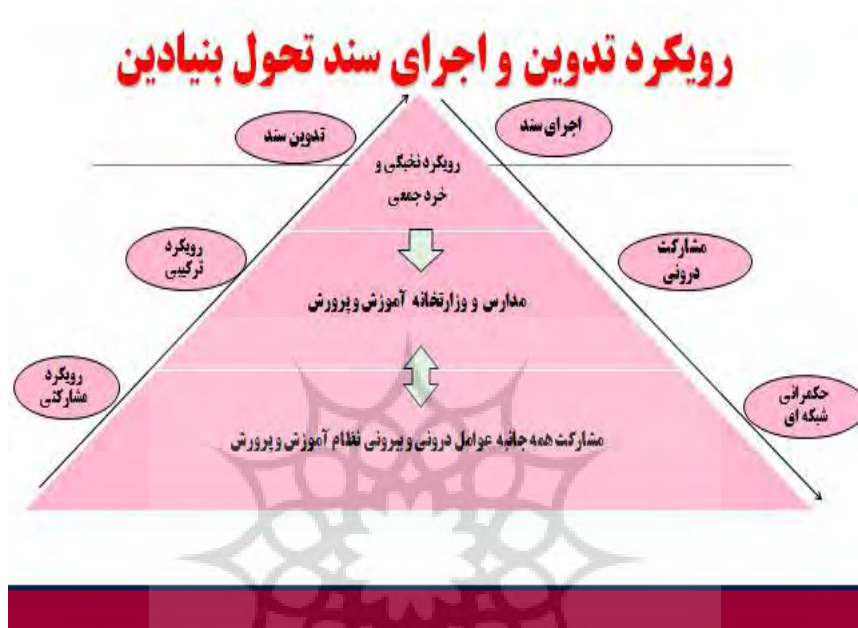 رویکرد تدوین و اجرای سند تحول بنیادین
اجرای سند
تدوین سند
رویکرد نخبگی و
خرد جمعی
مشارکت
درونی
رویکرد
ترکیبی
مدارس و وزارتخانه آموزش و پرورش
حکمرانی
شبکه ای
رویکرد
مشارکتی
مشارکت همه جانبه عوامل درونی و بیرونی نظام آموزش و پرورش